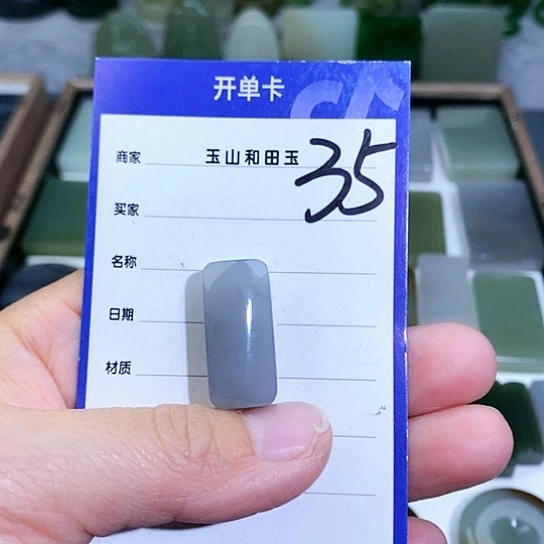 开单卡
商家 玉山和田玉 35
买家
名称
日期
材质